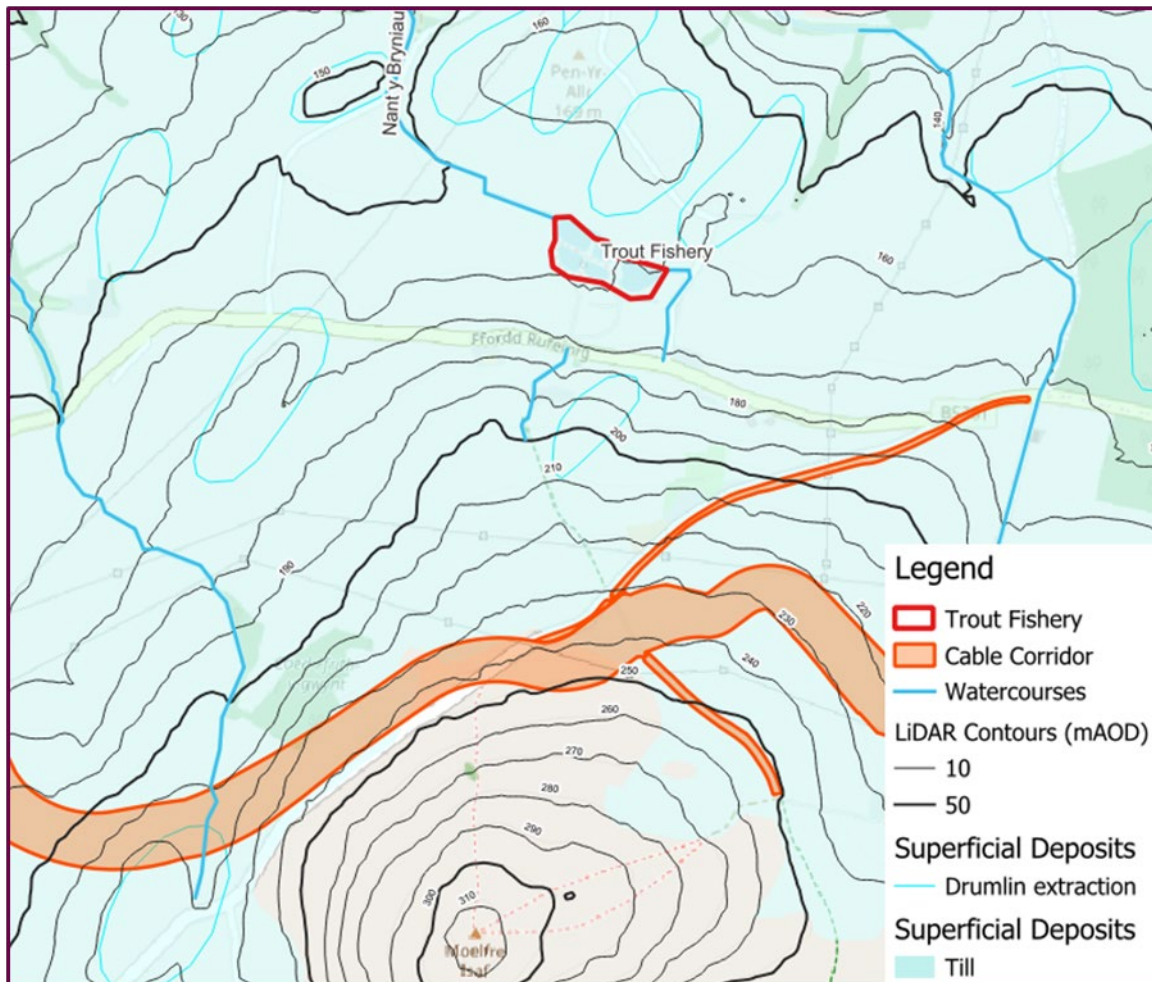 130
160
150
Nant y Bryniau
Pen-Yr-
Allt
169 m
140
Trout Fishery
160
Ffordd Rufeinig
180
200
210
190
220
230
240
250
260
270
280
290
300
310
Moelfre
Isaf
Legend
Trout Fishery
Cable Corridor
Watercourses
LiDAR Contours (mAOD)
10
50
Superficial Deposits
Drumlin extraction
Superficial Deposits
Till